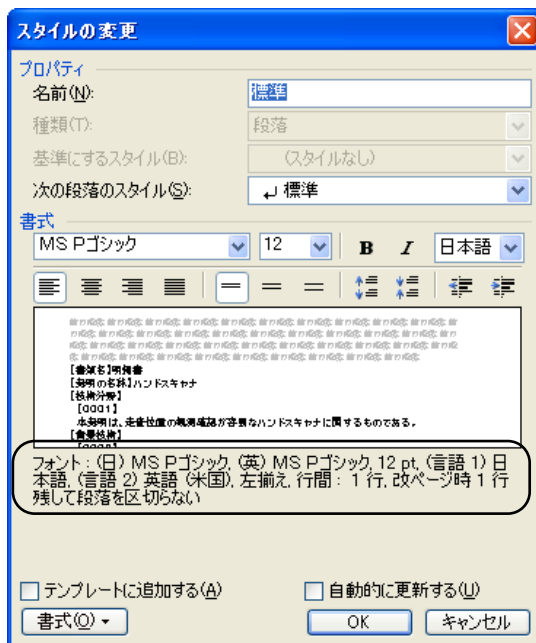 スタイルの変更
プロパティ
名前(N): 標準
種類(T): 段落
基準にするスタイル(B): (スタイルなし)
次の段落のスタイル(S): 標準
書式
MS Pゴシック 12 B I 日本語
【書類名】明細書
【発明の名称】ハンドスキャナ
【技術分野】
【0001】
本発明は、走査位置の観測確認が容易なハンドスキャナに関するものである。
【背景技術】
フォント : (日) MS Pゴシック, (英) MS Pゴシック, 12 pt, (言語 1) 日
本語, (言語 2) 英語 (米国), 左揃え, 行間 : 1 行, 改ページ時 1 行
残して段落を区切らない
テンプレートに追加する(A) 自動的に更新する(U)
書式(O) OK キャンセル